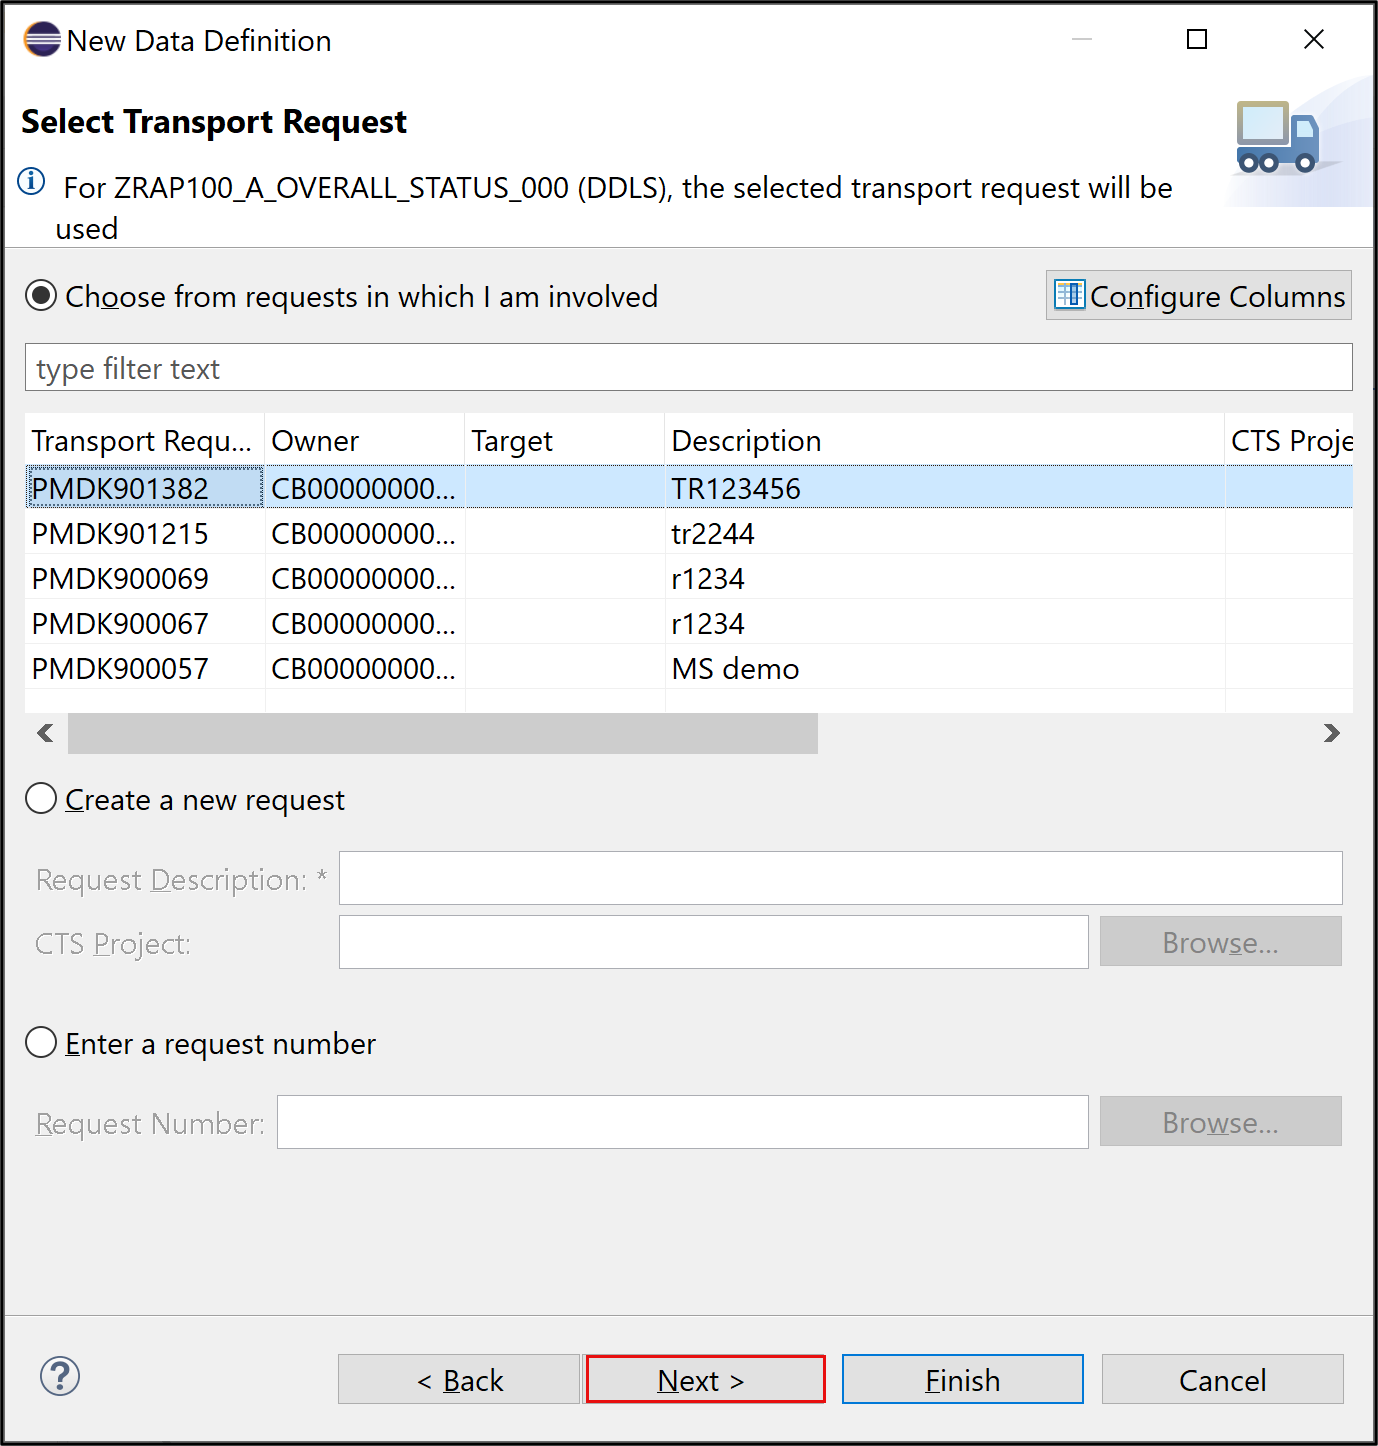 New Data Definition
Select Transport Request
For ZRAP100_A_OVERALL_STATUS_000 (DDLS), the selected transport request will be
used
Choose from requests in which I am involved
Configure Columns
type filter text
Transport Requ... Owner Target Description CTS Proje
PMDK901382 CB00000000... TR123456
PMDK901215 CB00000000... tr2244
PMDK900069 CB00000000... r1234
PMDK900067 CB00000000... r1234
PMDK900057 CB00000000... MS demo
Create a new request
Request Description: *
CTS Project:
Browse...
Enter a request number
Request Number:
Browse...
? < Back Next > Finish Cancel